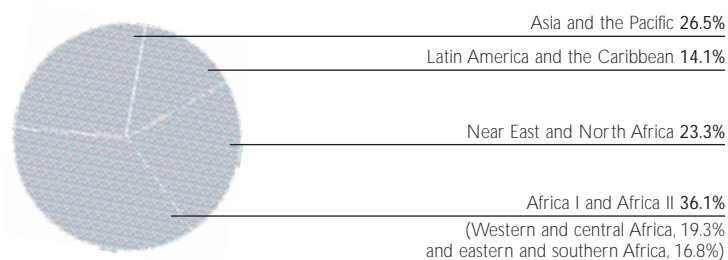 Asia and the Pacific 26.5%
Latin America and the Caribbean 14.1%
Near East and North Africa 23.3%
Africa I and Africa II 36.1%
(Western and central Africa, 19.3%
and eastern and southern Africa, 16.8%)